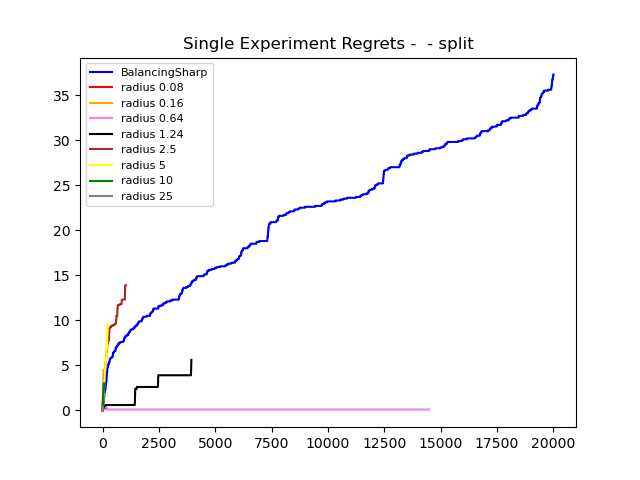 Single Experiment Regrets -  - split
BalancingSharp
radius 0.08
radius 0.16
radius 0.64
radius 1.24
radius 2.5
radius 5
radius 10
radius 25
35
30
25
20
15
10
5
0
0 2500 5000 7500 10000 12500 15000 17500 20000